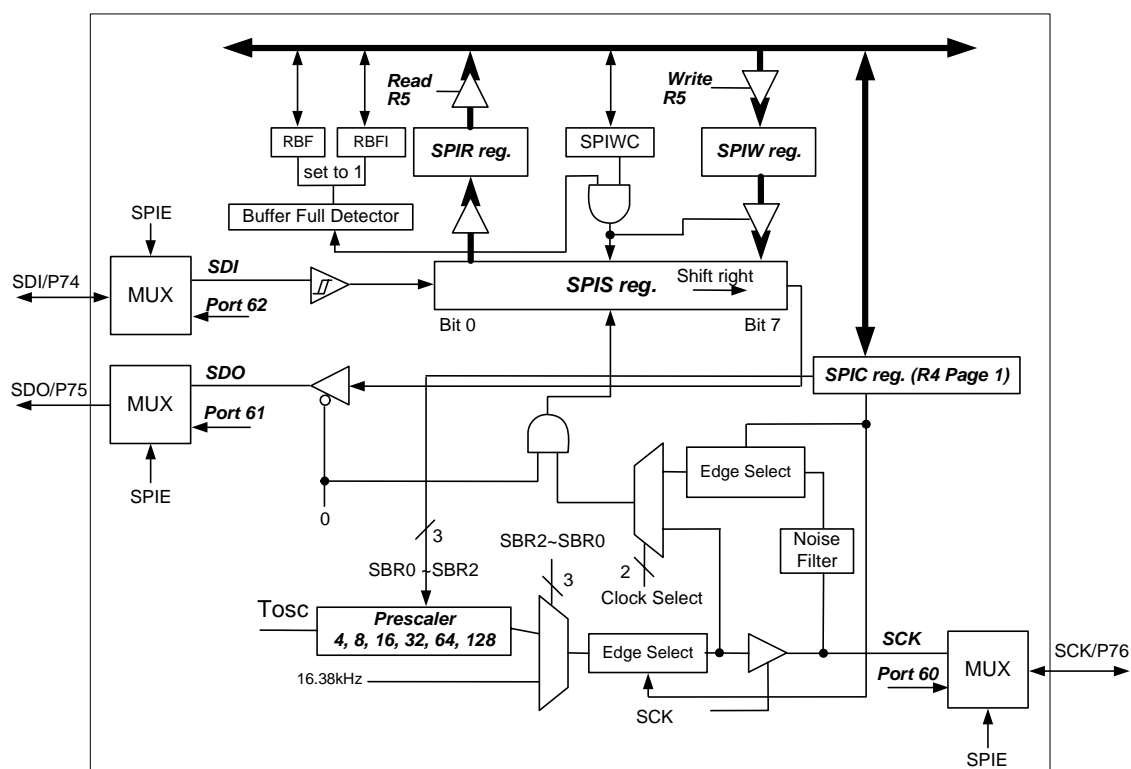 Read
R5
Write
R5
RBF
RBFI
SPIR reg.
SPIWC
SPIW reg.
set to 1
Buffer Full Detector
SPIE
SDI/P74
MUX
SDI
Port 62
SPIS reg.
Shift right
Bit 0
Bit 7
SDO/P75
MUX
SDO
Port 61
SPIE
SPIC reg. (R4 Page 1)
Edge Select
0
3
SBR2~SBR0
Noise
Filter
SBR0 ~SBR2
3
2
Clock Select
Tosc
Prescaler
4, 8, 16, 32, 64, 128
Edge Select
SCK
Port 60
MUX
SCK/P76
16.38kHz
SCK
SPIE